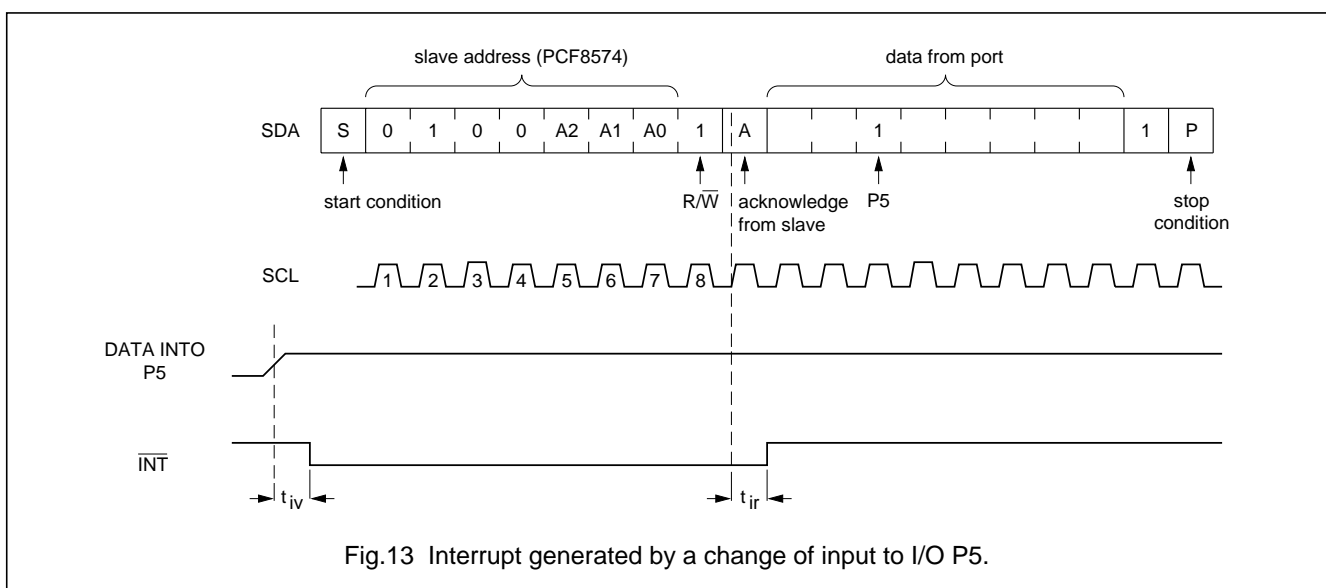 slave address (PCF8574)
data from port
SDA S 0 1 0 0 A2 A1 A0 1 A 1 1 P
start condition
R/W
acknowledge
from slave
P5
stop
condition
SCL 1 2 3 4 5 6 7 8
DATA INTO
P5
INT
t iv
t ir
Fig.13 Interrupt generated by a change of input to I/O P5.